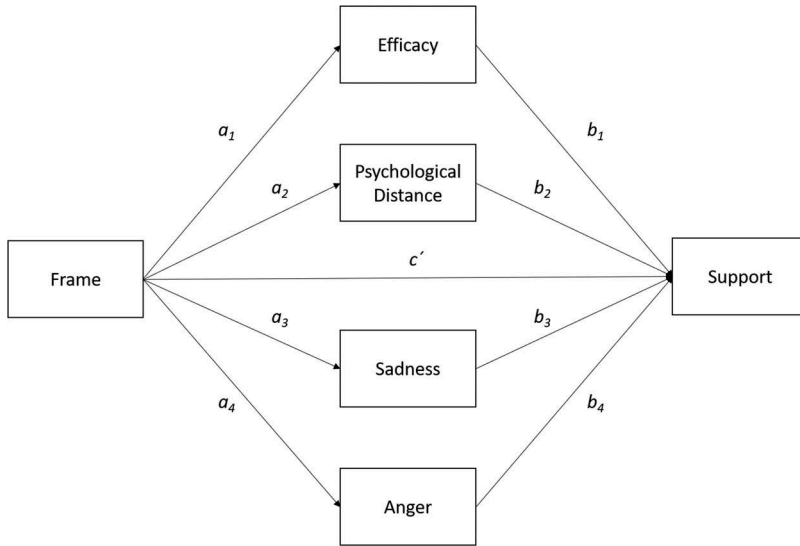 Efficacy
a1
b1
Psychological
Distance
a2
b2
Frame
c´
Support
a3
b3
Sadness
a4
b4
Anger